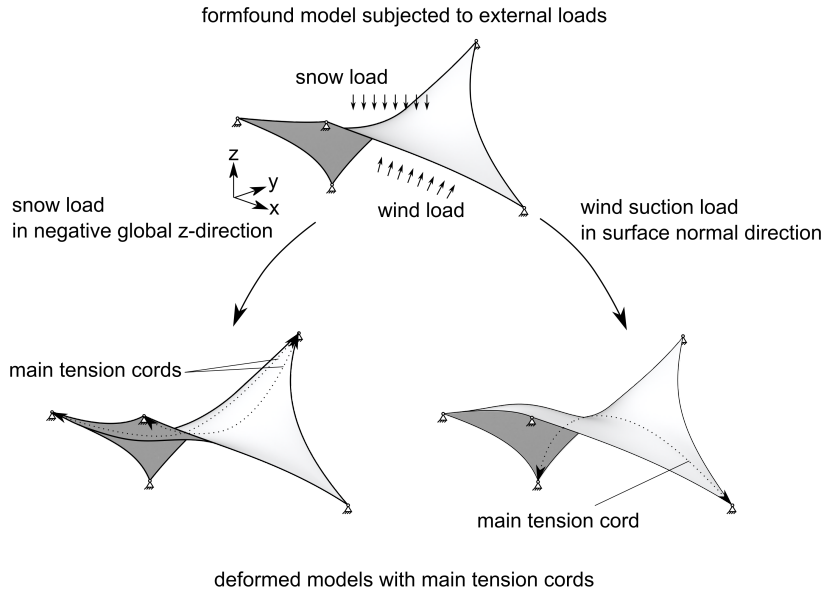 formfound model subjected to external loads
snow load
z
y
x
wind load
snow load
in negative global z-direction
wind suction load
in surface normal direction
main tension cords
main tension cord
deformed models with main tension cords